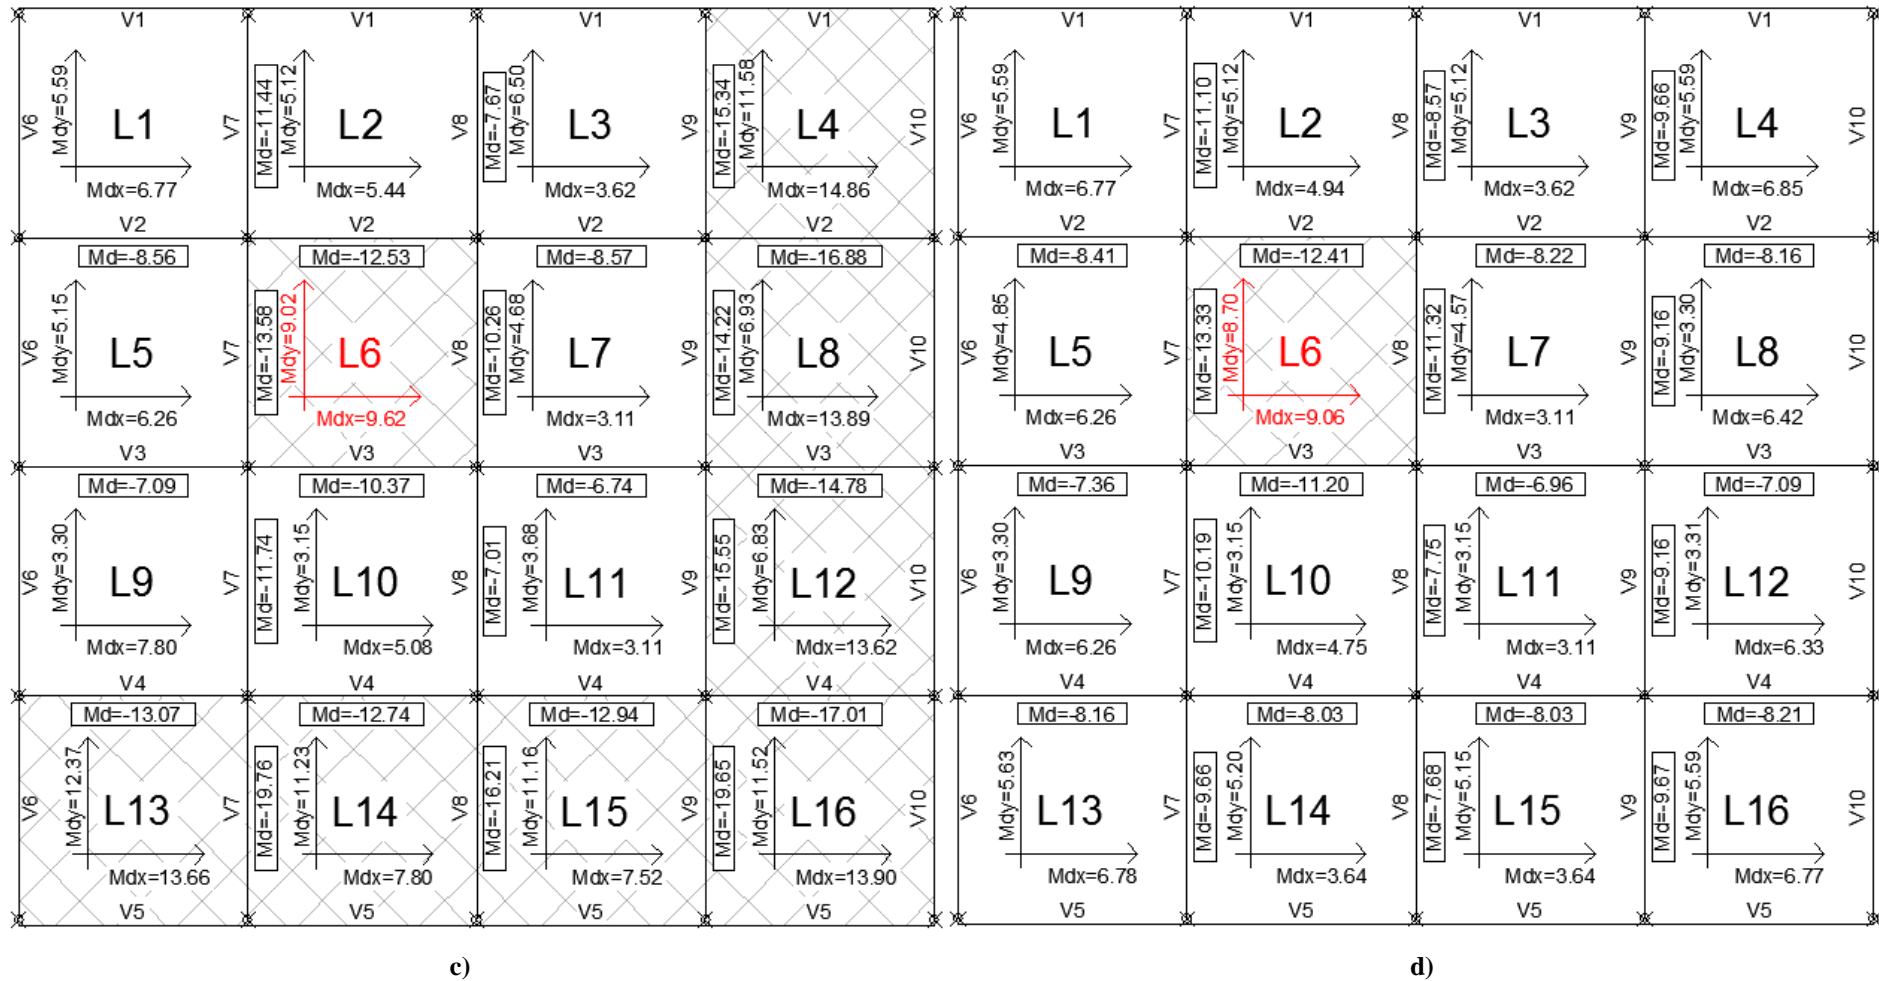 V1 V1 V1
V6 Mdy=5.59 L1 Mdx=6.77 V2
V7 Md=-11.44 Mdy=5.12 L2 Mdx=5.44 V2
V8 Md=-7.67 Mdy=6.50 L3 Mdx=3.62 V2
V9 Md=-15.34 Mdy=11.58 L4 Mdx=14.86 V10
Md=-8.56 V6 Mdy=5.15 L5 Mdx=6.26 V3
Md=-12.53 V7 Md=-13.58 Mdy=9.02 L6 Mdx=9.62 V3
Md=-8.57 V8 Md=-10.26 Mdy=4.68 L7 Mdx=3.11 V3
Md=-16.88 V9 Md=-14.22 Mdy=6.93 L8 Mdx=13.89 V10
Md=-7.09 V6 Mdy=3.30 L9 Mdx=7.80 V4
Md=-10.37 V7 Md=-11.74 Mdy=3.15 L10 Mdx=5.08 V4
Md=-6.74 V8 Md=-7.01 Mdy=3.68 L11 Mdx=3.11 V4
Md=-14.78 V9 Md=-15.55 Mdy=6.83 L12 Mdx=13.62 V10
Md=-13.07 V6 Mdy=12.37 L13 Mdx=13.66 V5
Md=-12.74 V7 Md=-19.76 Mdy=11.23 L14 Mdx=7.80 V5
Md=-12.94 V8 Md=-16.21 Mdy=11.16 L15 Mdx=7.52 V5
Md=-17.01 V9 Md=-19.65 Mdy=11.52 L16 Mdx=13.90 V10
c)
V1 V1 V1
V6 Mdy=5.59 L1 Mdx=6.77 V2
V7 Md=-11.10 Mdy=5.12 L2 Mdx=4.94 V2
V8 Md=-8.57 Mdy=5.12 L3 Mdx=3.62 V2
V9 Md=-9.66 Mdy=5.59 L4 Mdx=6.85 V10
Md=-8.41 V6 Mdy=4.85 L5 Mdx=6.26 V3
Md=-12.41 V7 Md=-13.33 Mdy=8.70 L6 Mdx=9.06 V3
Md=-8.22 V8 Md=-11.32 Mdy=4.57 L7 Mdx=3.11 V3
Md=-8.16 V9 Md=-9.16 Mdy=3.30 L8 Mdx=6.42 V10
Md=-7.36 V6 Mdy=3.30 L9 Mdx=6.26 V4
Md=-11.20 V7 Md=-10.19 Mdy=3.15 L10 Mdx=4.75 V4
Md=-6.96 V8 Md=-7.75 Mdy=3.15 L11 Mdx=3.11 V4
Md=-7.09 V9 Md=-9.16 Mdy=3.31 L12 Mdx=6.33 V10
Md=-8.16 V6 Mdy=5.63 L13 Mdx=6.78 V5
Md=-8.03 V7 Md=-9.66 Mdy=5.20 L14 Mdx=3.64 V5
Md=-8.03 V8 Md=-7.68 Mdy=5.15 L15 Mdx=3.64 V5
Md=-8.21 V9 Md=-9.67 Mdy=5.59 L16 Mdx=6.77 V10
d)
V1 V2 V3 V4 V5
V1 V2 V3 V4 V5